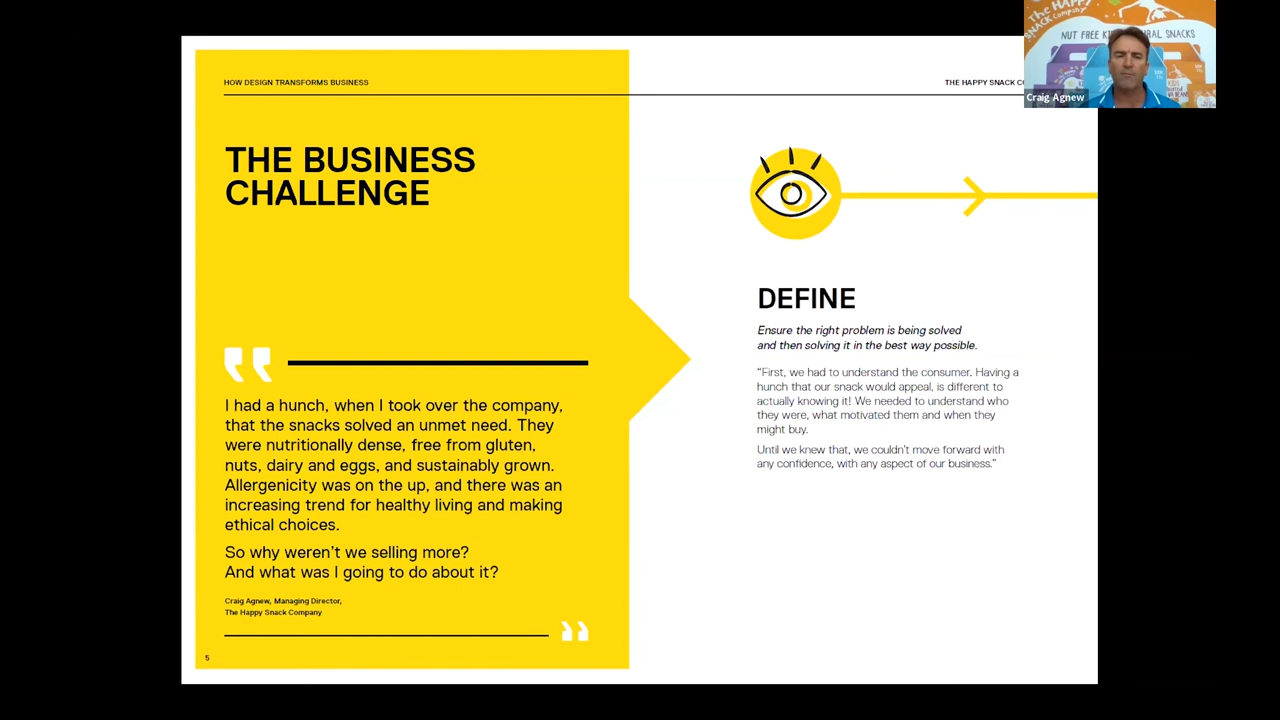 HOW DESIGN TRANSFORMS BUSINESS
THE HAPPY SNACK CO
THE BUSINESS
CHALLENGE
I had a hunch, when I took over the company,
that the snacks solved an unmet need. They
were nutritionally dense, free from gluten,
nuts, dairy and eggs, and sustainably grown.
Allergenicity was on the up, and there was an
increasing trend for healthy living and making
ethical choices.
So why weren't we selling more?
And what was I going to do about it?
Craig Agnew, Managing Director,
The Happy Snack Company
5
DEFINE
Ensure the right problem is being solved
and then solving it in the best way possible.
“First, we had to understand the consumer. Having a
hunch that our snack would appeal, is different to
actually knowing it! We needed to understand who
they were, what motivated them and when they
might buy.
Until we knew that, we couldn't move forward with
any confidence, with any aspect of our business.”
The HAPPY
SNACK COMPANY
NUT FREE
SNACKS
Craig Agnew